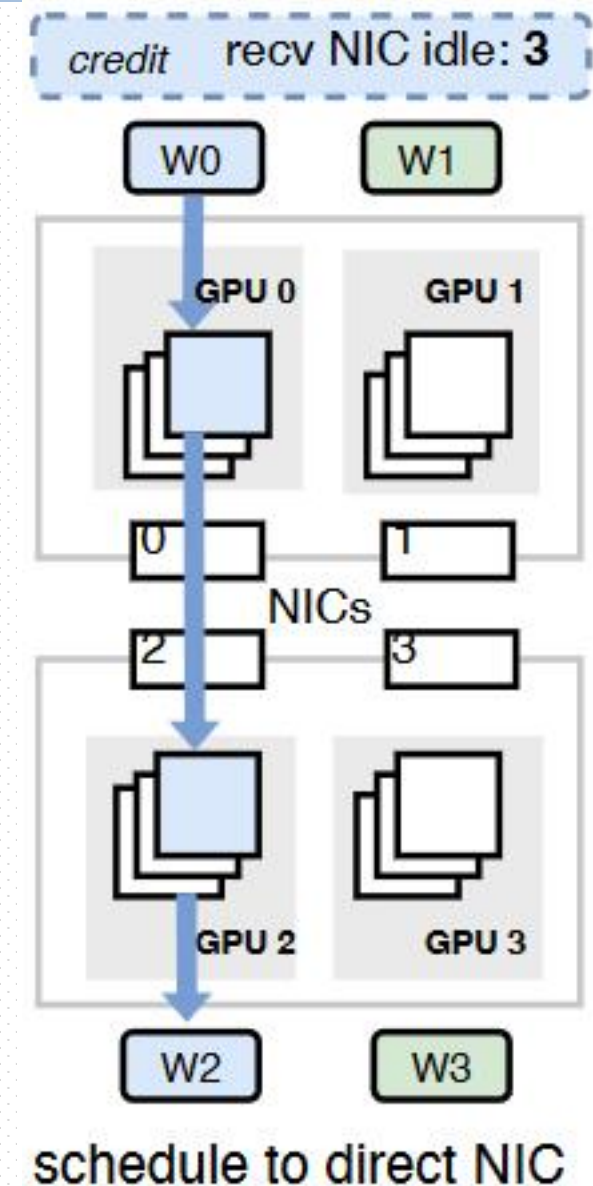 credit recv NIC idle: 3
W0 W1
GPU 0 GPU 1
0 1
NICs
2 3
GPU 2 GPU 3
W2 W3
schedule to direct NIC